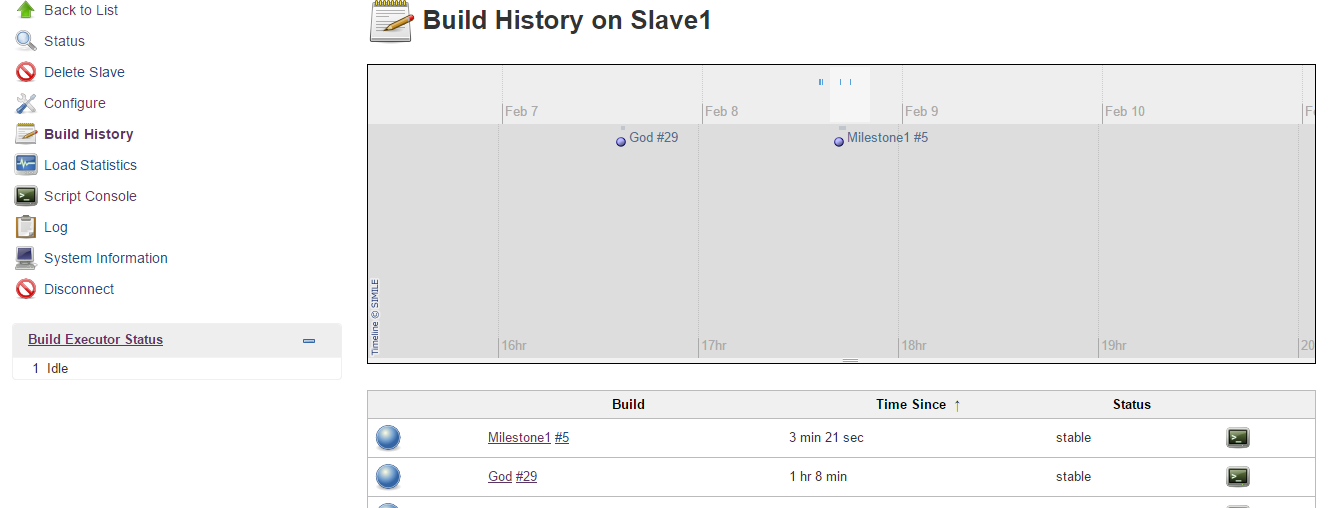 Back to List
Status
Delete Slave
Configure
Build History
Load Statistics
Script Console
Log
System Information
Disconnect
Build Executor Status
1 Idle
Build History on Slave1
Feb 7 Feb 8 Feb 9 Feb 10
God #29 Milestone1 #5
Timeline © SIMILE
16hr 17hr 18hr 19hr 20
Build Time Since ↑ Status
Milestone1 #5 3 min 21 sec stable
God #29 1 hr 8 min stable